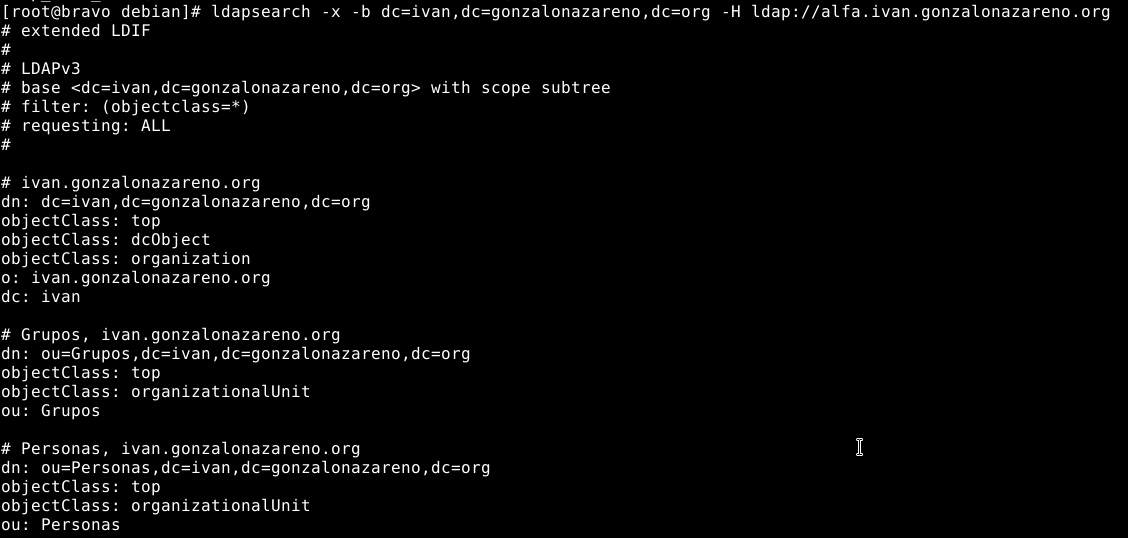 [root@bravo debian]# ldapsearch -x -b dc=ivan,dc=gonzalonazareno,dc=org -H ldap://alfa.ivan.gonzalonazareno.org
# extended LDIF
#
# LDAPv3
# base <dc=ivan,dc=gonzalonazareno,dc=org> with scope subtree
# filter: (objectclass=*)
# requesting: ALL
#
# ivan.gonzalonazareno.org
dn: dc=ivan,dc=gonzalonazareno,dc=org
objectClass: top
objectClass: dcObject
objectClass: organization
o: ivan.gonzalonazareno.org
dc: ivan
# Grupos, ivan.gonzalonazareno.org
dn: ou=Grupos,dc=ivan,dc=gonzalonazareno,dc=org
objectClass: top
objectClass: organizationalUnit
ou: Grupos
# Personas, ivan.gonzalonazareno.org
dn: ou=Personas,dc=ivan,dc=gonzalonazareno,dc=org
objectClass: top
objectClass: organizationalUnit
ou: Personas